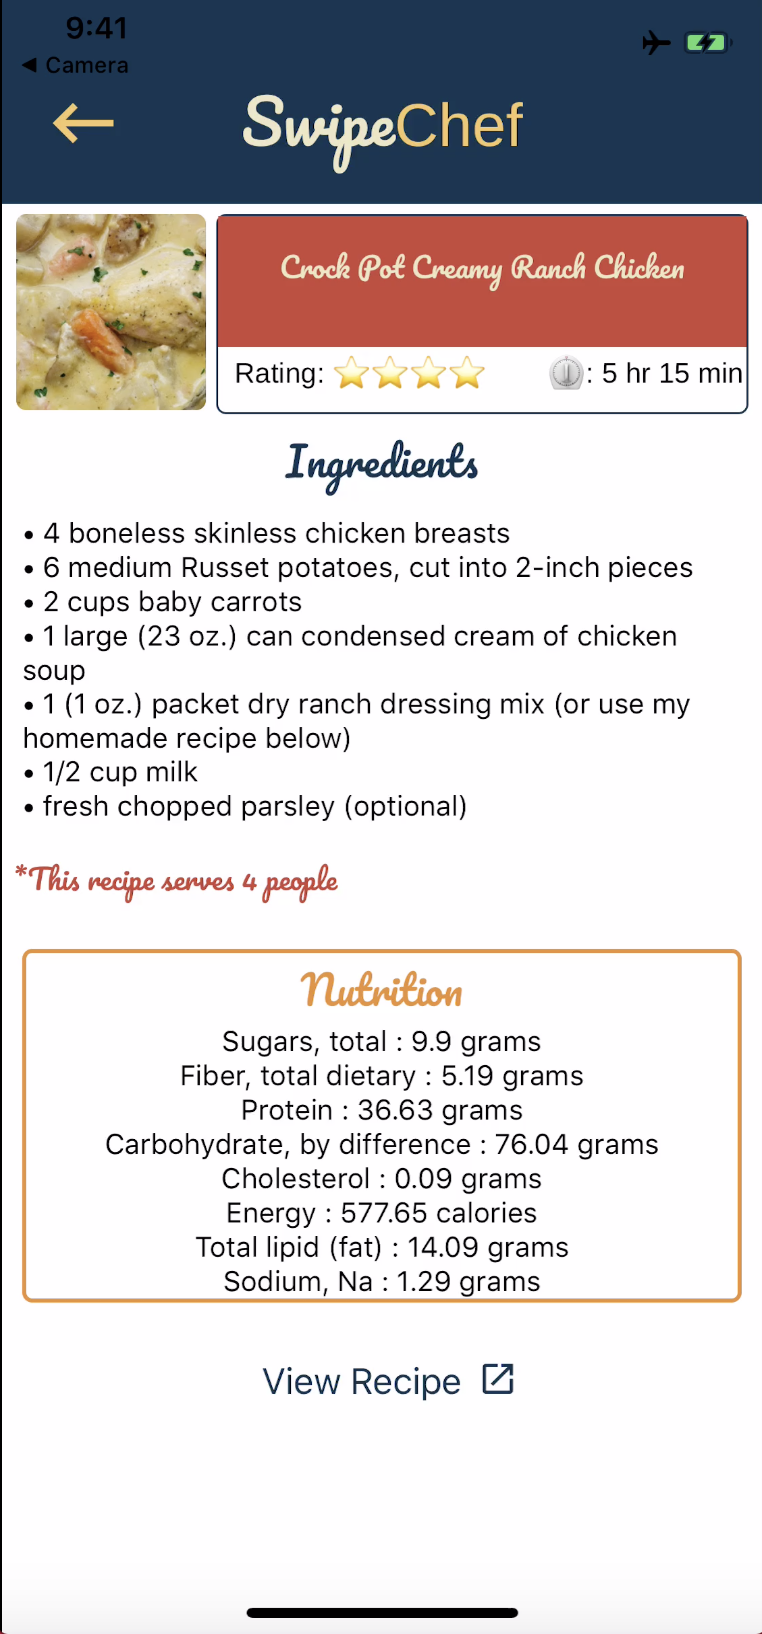 9:41
◀ Camera
SwipeChef
Crock Pot Creamy Ranch Chicken
Rating: ⭐⭐⭐⭐
: 5 hr 15 min
Ingredients
• 4 boneless skinless chicken breasts
• 6 medium Russet potatoes, cut into 2-inch pieces
• 2 cups baby carrots
• 1 large (23 oz.) can condensed cream of chicken
soup
• 1 (1 oz.) packet dry ranch dressing mix (or use my
homemade recipe below)
• 1/2 cup milk
• fresh chopped parsley (optional)
*This recipe serves 4 people
Nutrition
Sugars, total : 9.9 grams
Fiber, total dietary : 5.19 grams
Protein : 36.63 grams
Carbohydrate, by difference : 76.04 grams
Cholesterol : 0.09 grams
Energy : 577.65 calories
Total lipid (fat) : 14.09 grams
Sodium, Na : 1.29 grams
View Recipe